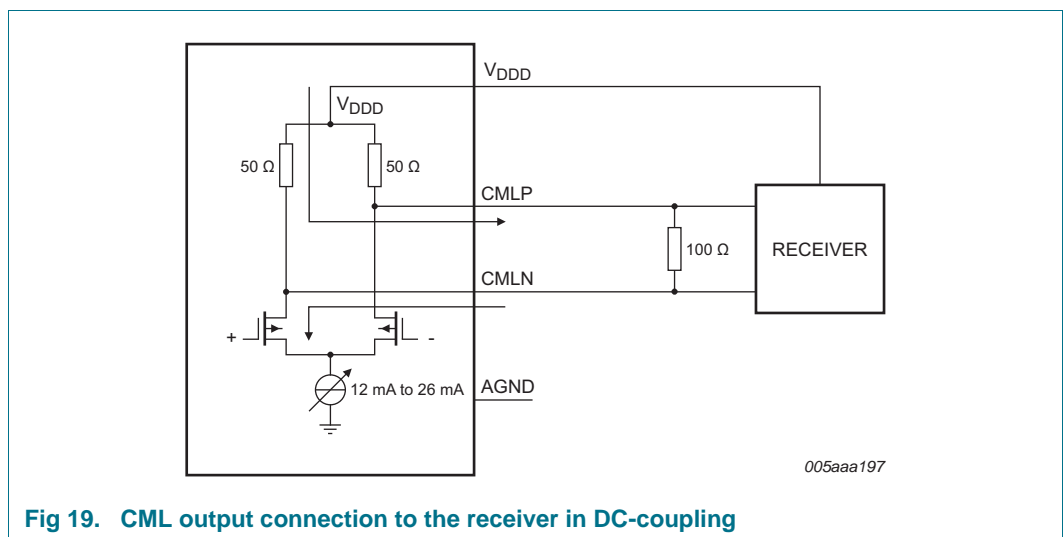 VDDD
VDDD
50 Ω
50 Ω
CMLP
100 Ω
RECEIVER
CMLN
+
-
12 mA to 26 mA
AGND
005aaa197
Fig 19. CML output connection to the receiver in DC-coupling